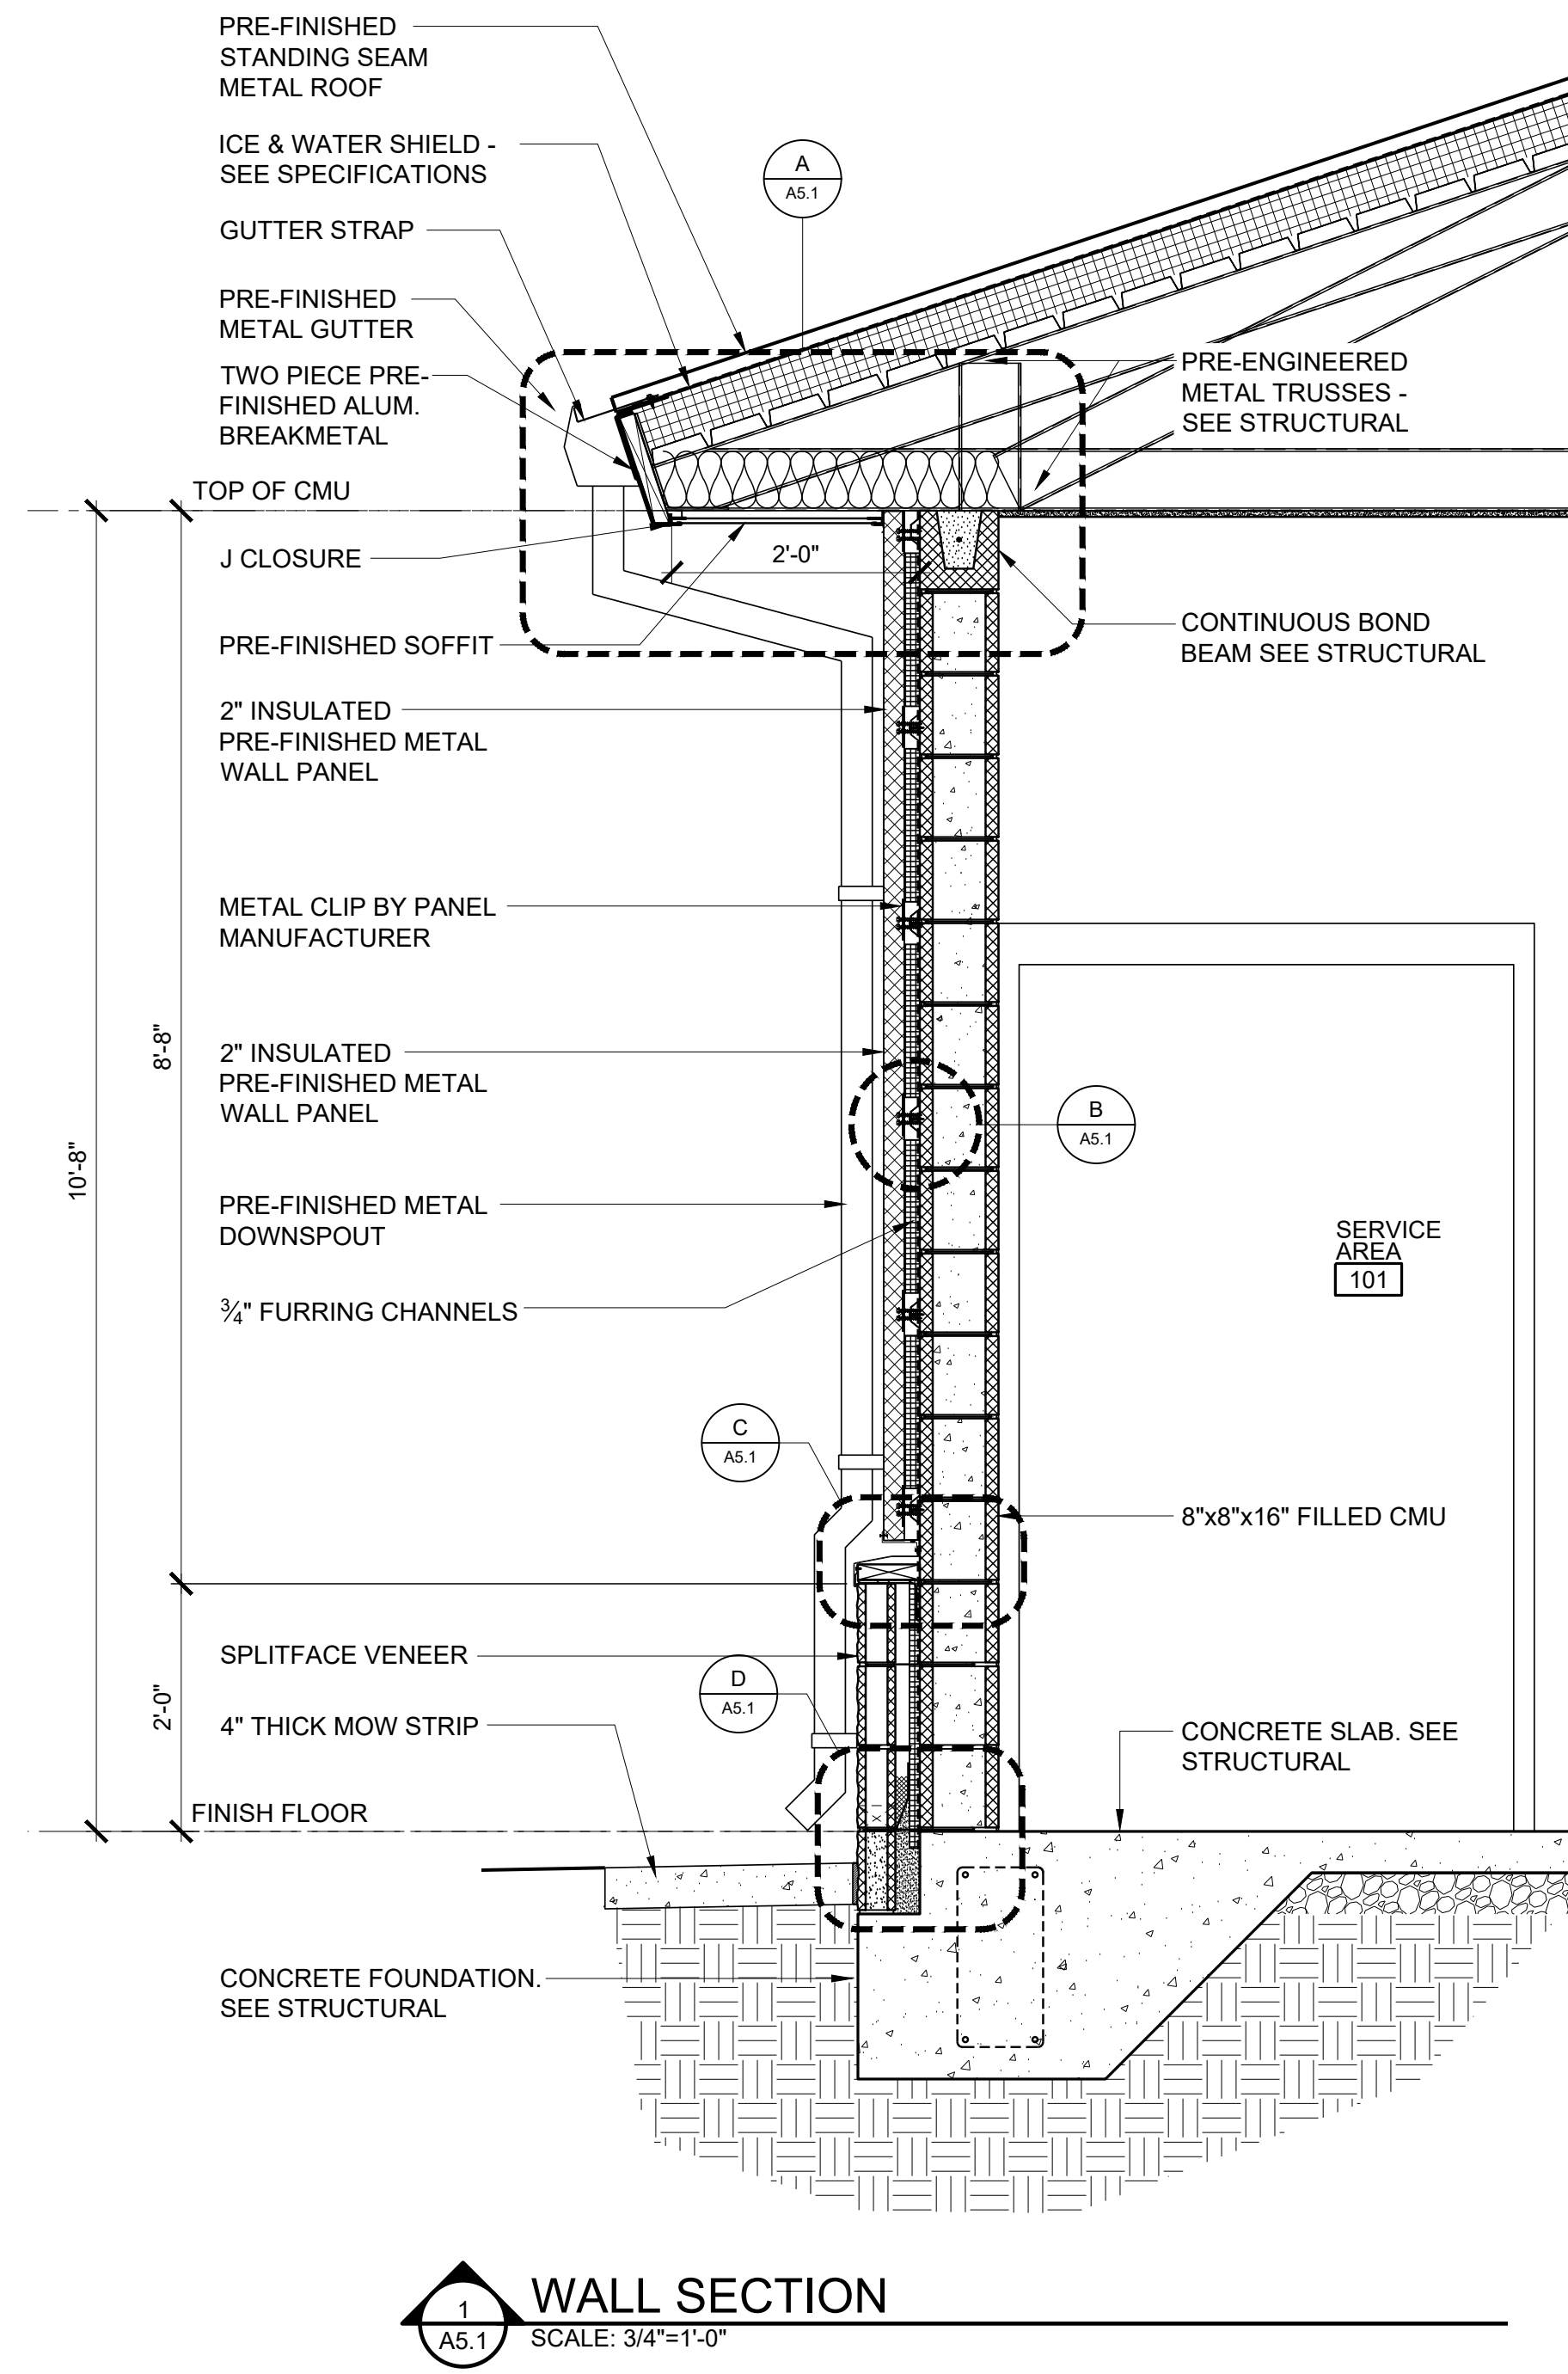 PRE-FINISHED
STANDING SEAM
METAL ROOF
ICE & WATER SHIELD -
SEE SPECIFICATIONS
A
A5.1
GUTTER STRAP
PRE-FINISHED
METAL GUTTER
TWO PIECE PRE-
FINISHED ALUM.
BREAKMETAL
PRE-ENGINEERED
METAL TRUSSES -
SEE STRUCTURAL
TOP OF CMU
J CLOSURE
2'-0"
PRE-FINISHED SOFFIT
CONTINUOUS BOND
BEAM SEE STRUCTURAL
2" INSULATED
PRE-FINISHED METAL
WALL PANEL
METAL CLIP BY PANEL
MANUFACTURER
8'-8"
2" INSULATED
PRE-FINISHED METAL
WALL PANEL
B
A5.1
10'-8"
PRE-FINISHED METAL
DOWNSPOUT
SERVICE
AREA
101
¾" FURRING CHANNELS
C
A5.1
8"x8"x16" FILLED CMU
SPLITFACE VENEER
D
A5.1
2'-0"
4" THICK MOW STRIP
CONCRETE SLAB. SEE
STRUCTURAL
FINISH FLOOR
CONCRETE FOUNDATION.
SEE STRUCTURAL
1
A5.1
WALL SECTION
SCALE: 3/4"=1'-0"